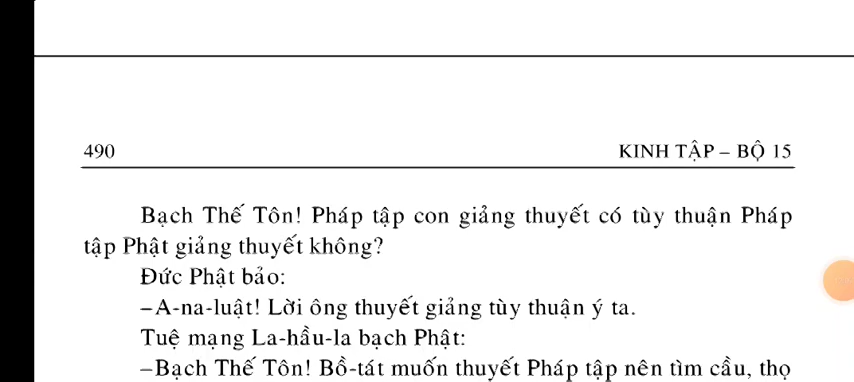 490
KINH TẬP – BỘ 15
Bạch Thế Tôn! Pháp tập con giảng thuyết có tùy thuận Pháp
tập Phật giảng thuyết không?
Đức Phật bảo:
–A-na-luật! Lời ông thuyết giảng tùy thuận ý ta.
Tuệ mạng La-hầu-la bạch Phật:
–Bạch Thế Tôn! Bồ-tát muốn thuyết Pháp tập nên tìm cầu, thọ